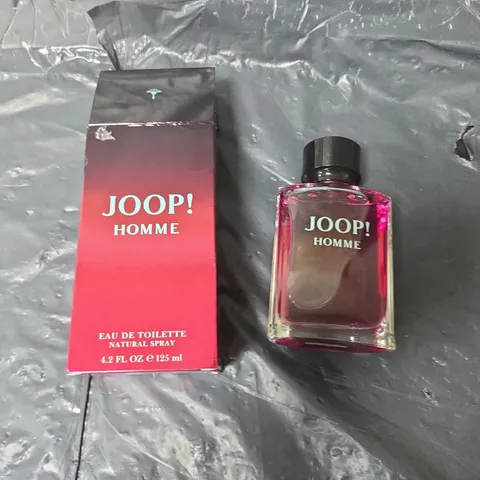 JOOP!
HOMME
EAU DE TOILETTE
NATURAL SPRAY
4.2 FL OZ e 125 ml
JOOP!
HOMME